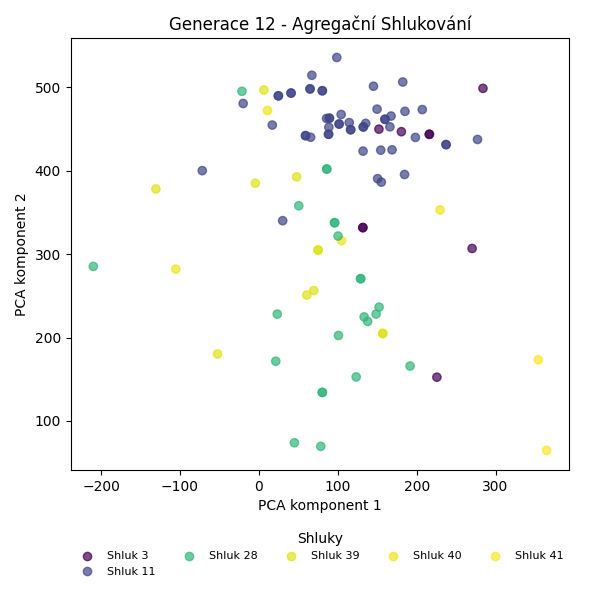 Generace 12 - Agregační Shlukování
PCA komponent 2
500
400
300
200
100
−200 −100 0 100 200 300
PCA komponent 1
Shluky
Shluk 3 Shluk 28 Shluk 39 Shluk 40 Shluk 41
Shluk 11